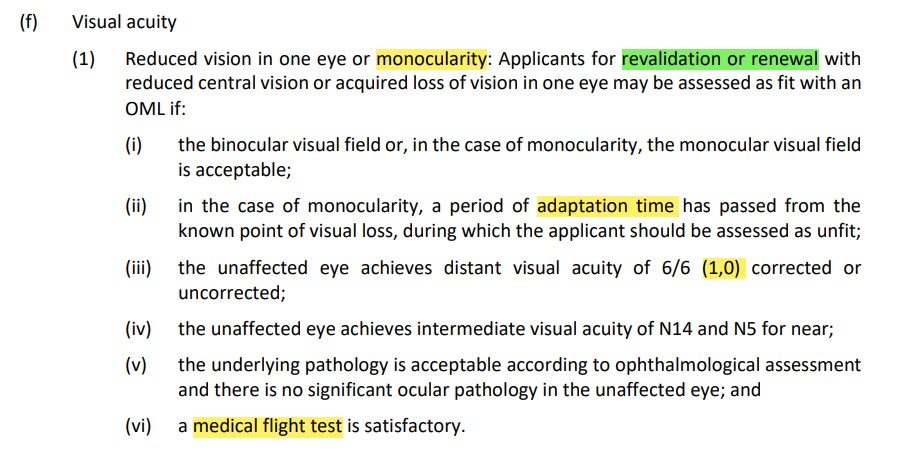 (f) Visual acuity
(1) Reduced vision in one eye or monocularity: Applicants for revalidation or renewal with
reduced central vision or acquired loss of vision in one eye may be assessed as fit with an
OML if:
(i) the binocular visual field or, in the case of monocularity, the monocular visual field
is acceptable;
(ii) in the case of monocularity, a period of adaptation time has passed from the
known point of visual loss, during which the applicant should be assessed as unfit;
(iii) the unaffected eye achieves distant visual acuity of 6/6 (1,0) corrected or
uncorrected;
(iv) the unaffected eye achieves intermediate visual acuity of N14 and N5 for near;
(v) the underlying pathology is acceptable according to ophthalmological assessment
and there is no significant ocular pathology in the unaffected eye; and
(vi) a medical flight test is satisfactory.